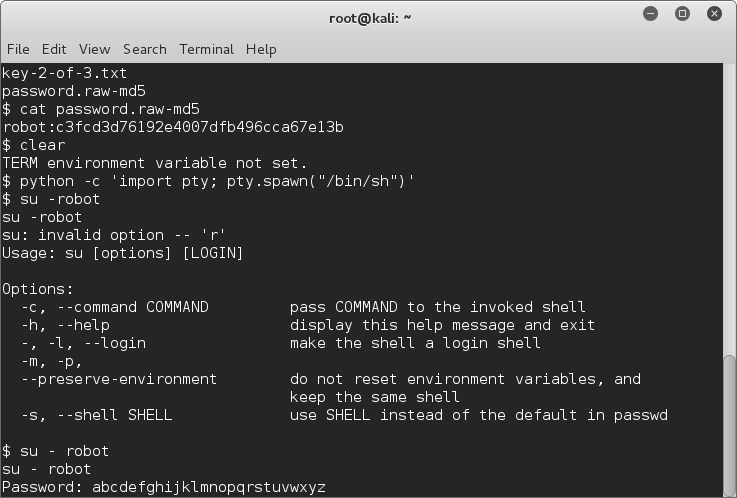 root@kali: ~
File Edit View Search Terminal Help
key-2-of-3.txt
password.raw-md5
$ cat password.raw-md5
robot:c3fcd3d76192e4007dfb496cca67e13b
$ clear
TERM environment variable not set.
$ python -c 'import pty; pty.spawn("/bin/sh")'
$ su -robot
su -robot
su: invalid option -- 'r'
Usage: su [options] [LOGIN]

Options:
  -c, --command COMMAND         pass COMMAND to the invoked shell
  -h, --help                    display this help message and exit
  -, -l, --login                make the shell a login shell
  -m, -p,
  --preserve-environment        do not reset environment variables, and
                                keep the same shell
  -s, --shell SHELL             use SHELL instead of the default in passwd

$ su - robot
su - robot
Password: abcdefghijklmnopqrstuvwxyz